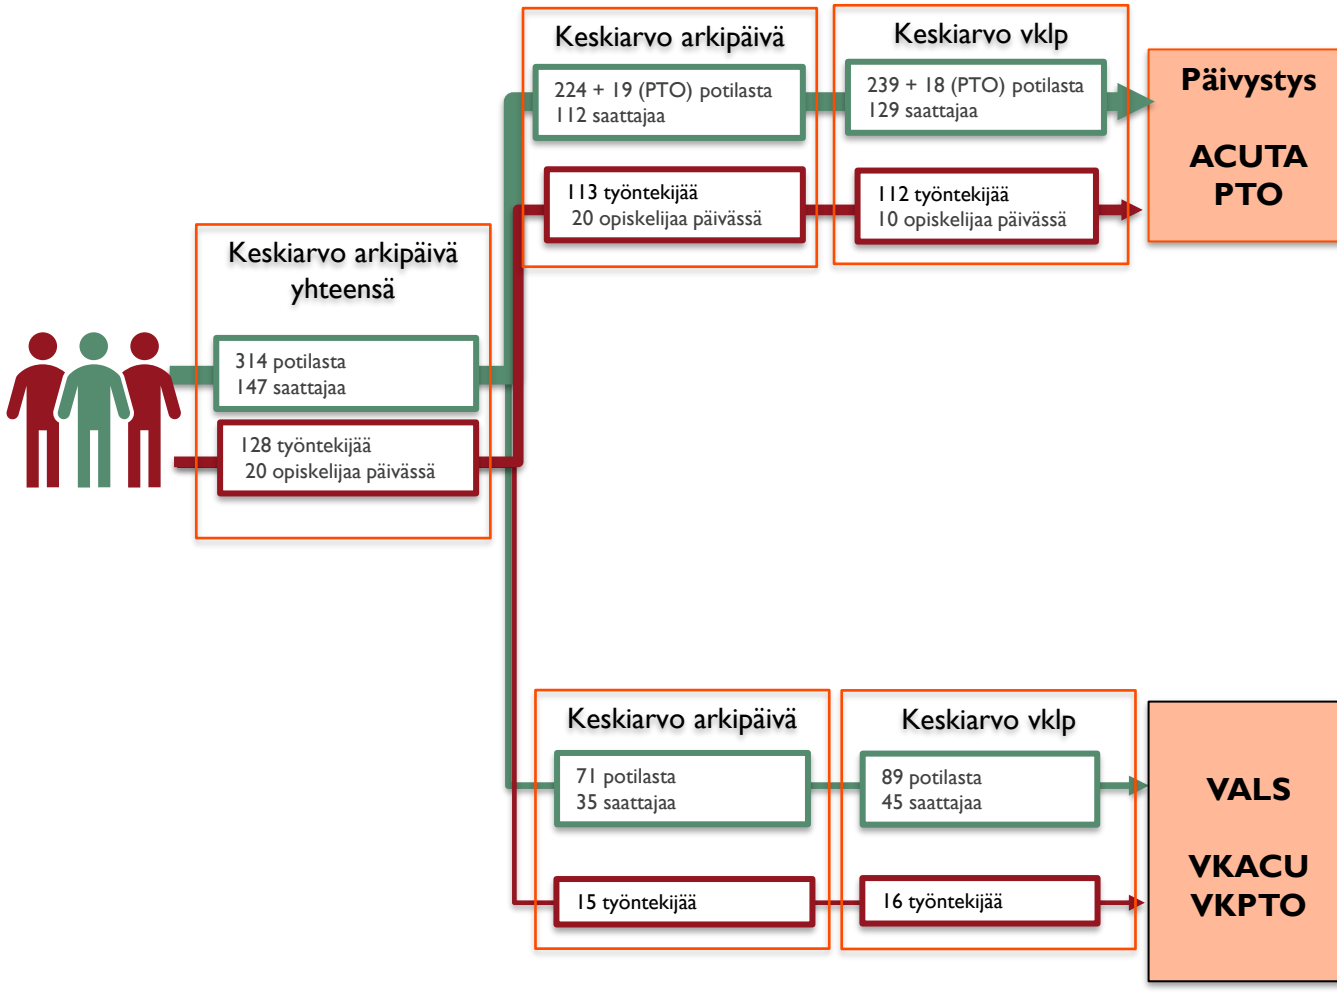 Keskiarvo arkipäivä
yhteensä
314 potilasta
147 saattajaa
128 työntekijää
20 opiskelijaa päivässä
Keskiarvo arkipäivä
224 + 19 (PTO) potilasta
112 saattajaa
113 työntekijää
20 opiskelijaa päivässä
Keskiarvo vklp
239 + 18 (PTO) potilasta
129 saattajaa
112 työntekijää
10 opiskelijaa päivässä
Päivystys
ACUTA
PTO
Keskiarvo arkipäivä
71 potilasta
35 saattajaa
15 työntekijää
Keskiarvo vklp
89 potilasta
45 saattajaa
16 työntekijää
VALS
VKACU
VKPTO